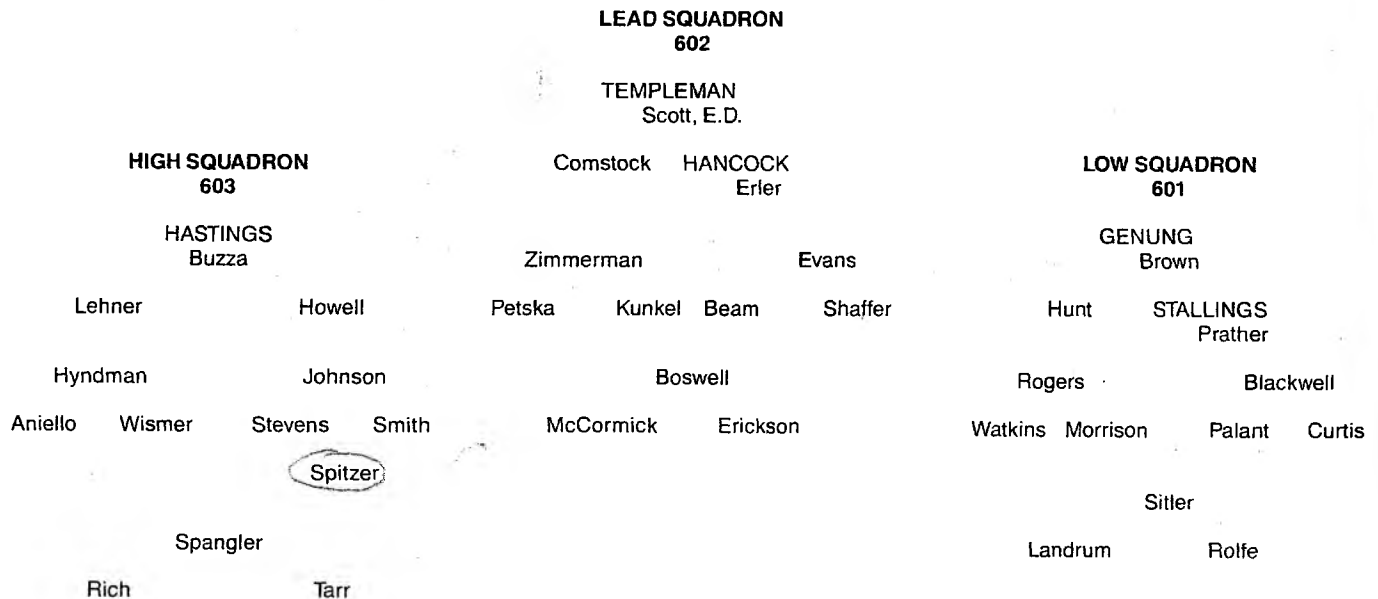 LEAD SQUADRON
602
TEMPLEMAN
Scott, E.D.
Comstock HANCOCK
Erler
Zimmerman Evans
Petska Kunkel Beam Shaffer
Boswell
McCormick Erickson
HIGH SQUADRON
603
HASTINGS
Buzza
Lehner Howell
Hyndman Johnson
Aniello Wismer Stevens Smith
Spitzer
Spangler
Rich Tarr
LOW SQUADRON
601
GENUNG
Brown
Hunt STALLINGS
Prather
Rogers Blackwell
Watkins Morrison Palant Curtis
Sitler
Landrum Rolfe